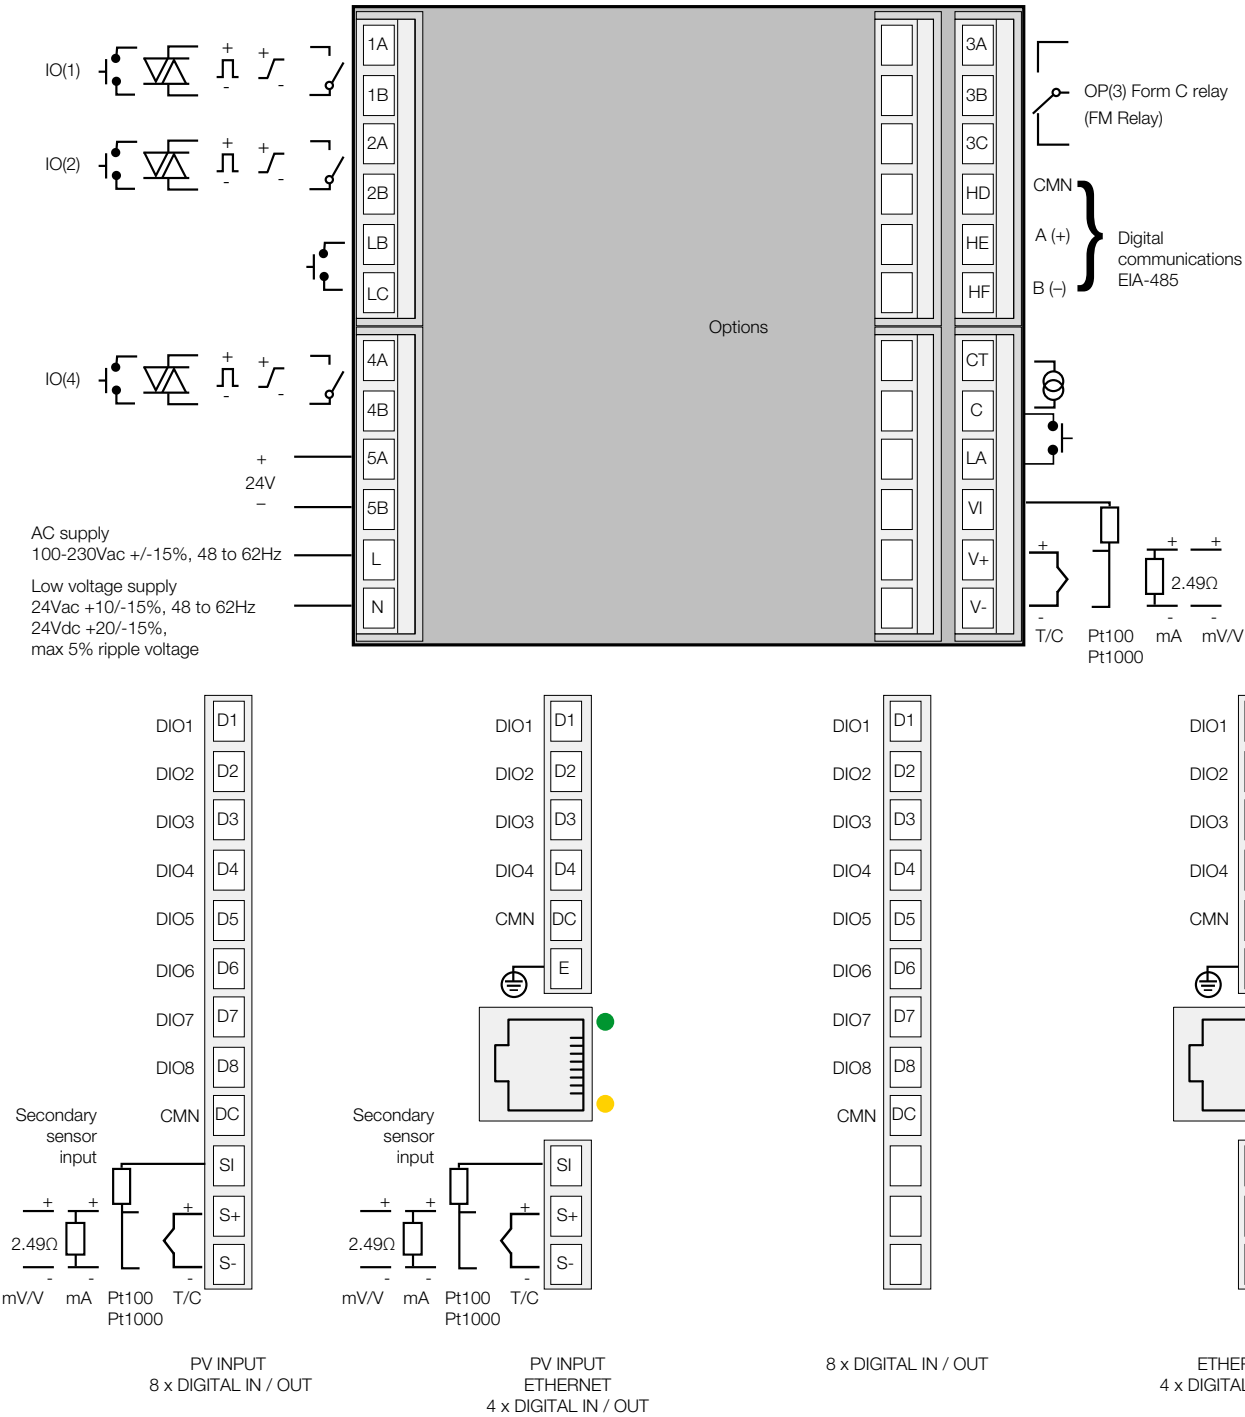 IO(1)
+
-
+
-
1A
1B
IO(2)
+
-
+
-
2A
2B
LB
LC
IO(4)
+
-
+
-
4A
4B
+
24V
–
5A
5B
AC supply
100-230Vac +/-15%, 48 to 62Hz
L
Low voltage supply
24Vac +10/-15%, 48 to 62Hz
24Vdc +20/-15%,
max 5% ripple voltage
N
Options
3A
3B
3C
HD
HE
HF
OP(3) Form C relay
(FM Relay)
CMN
A (+)
B (–)
Digital
communications
EIA-485
CT
C
LA
VI
V+
V-
+
-
T/C
Pt100
Pt1000
+
2.49Ω
-
mA
+
-
mV/V
DIO1 D1
DIO2 D2
DIO3 D3
DIO4 D4
DIO5 D5
DIO6 D6
DIO7 D7
DIO8 D8
CMN DC
SI
S+
S-
Secondary
sensor
input
+ + +
2.49Ω
- - -
mV/V mA Pt100 T/C
Pt1000
PV INPUT
8 x DIGITAL IN / OUT
DIO1 D1
DIO2 D2
DIO3 D3
DIO4 D4
CMN DC
E
Secondary
sensor
input
SI
S+
S-
+ + +
2.49Ω
- - -
mV/V mA Pt100 T/C
Pt1000
PV INPUT
ETHERNET
4 x DIGITAL IN / OUT
DIO1 D1
DIO2 D2
DIO3 D3
DIO4 D4
DIO5 D5
DIO6 D6
DIO7 D7
DIO8 D8
CMN DC
8 x DIGITAL IN / OUT
DIO1
DIO2
DIO3
DIO4
CMN
4 x